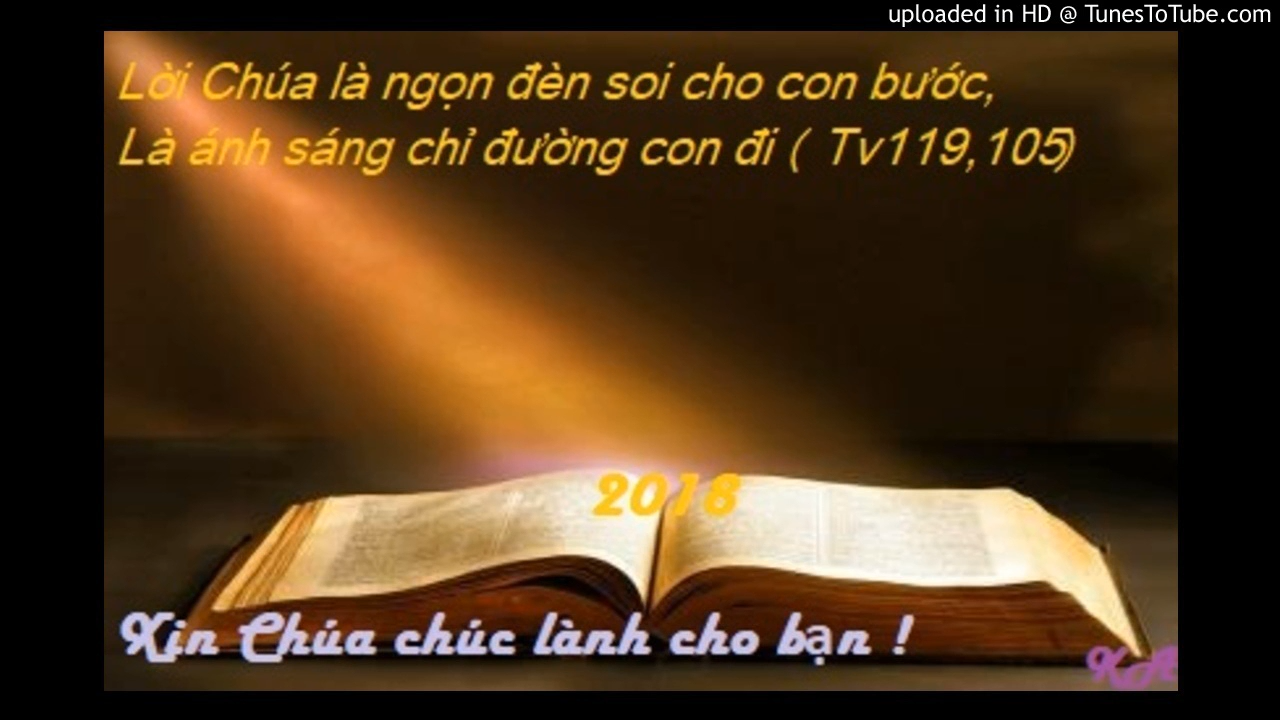 uploaded in HD @ TunesToTube.com
Lời Chúa là ngọn đèn soi cho con bước,
Là ánh sáng chỉ đường con đi ( Tv119,105)
2018
Xin Chúa chúc lành cho bạn !
KA